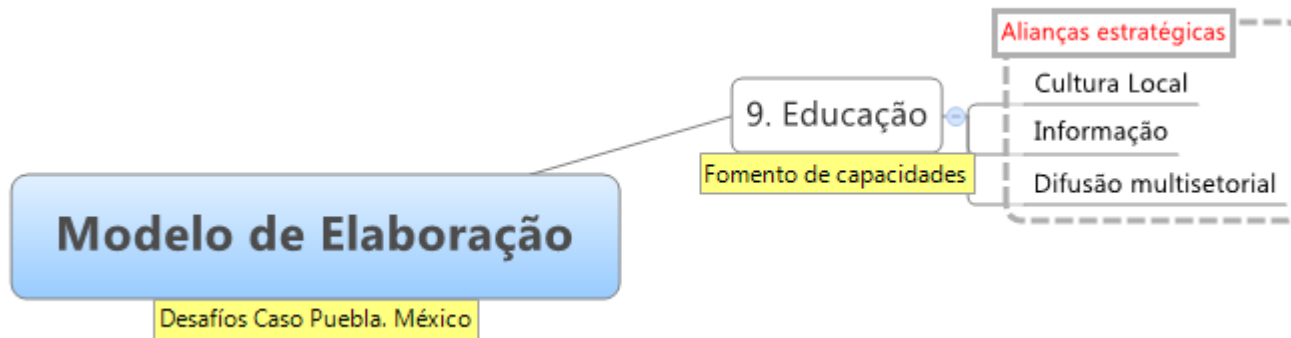 Alianças estratégicas
Cultura Local
9. Educação
Informação
Fomento de capacidades
Difusão multisetorial
Modelo de Elaboração
Desafíos Caso Puebla. México